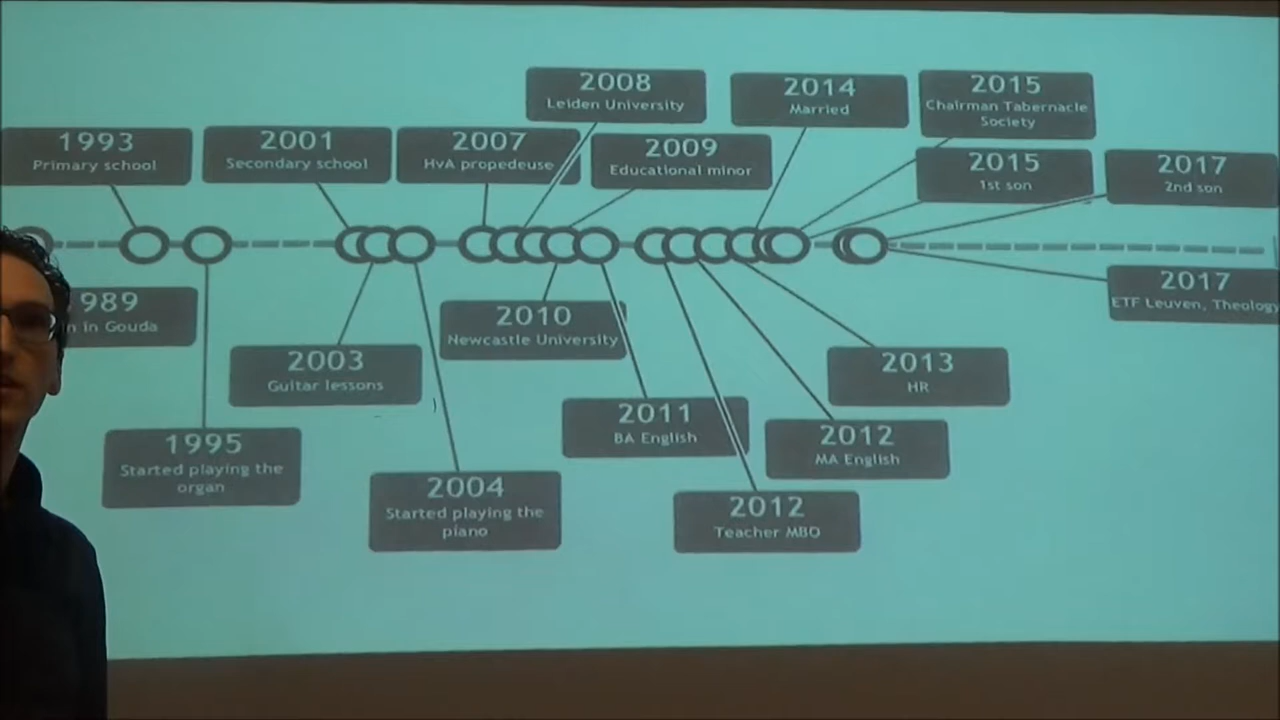 2008
Leiden University
2014
Married
2015
Chairman Tabernacle
Society
1993
Primary school
2001
Secondary school
2007
HvA propedeuse
2009
Educational minor
2015
1st son
2017
2nd son
989
in Gouda
2003
Guitar lessons
2010
Newcastle University
2017
ETF Leuven, Theology
2013
HR
1995
Started playing the
organ
2004
Started playing the
piano
2011
BA English
2012
MA English
2012
Teacher MBO